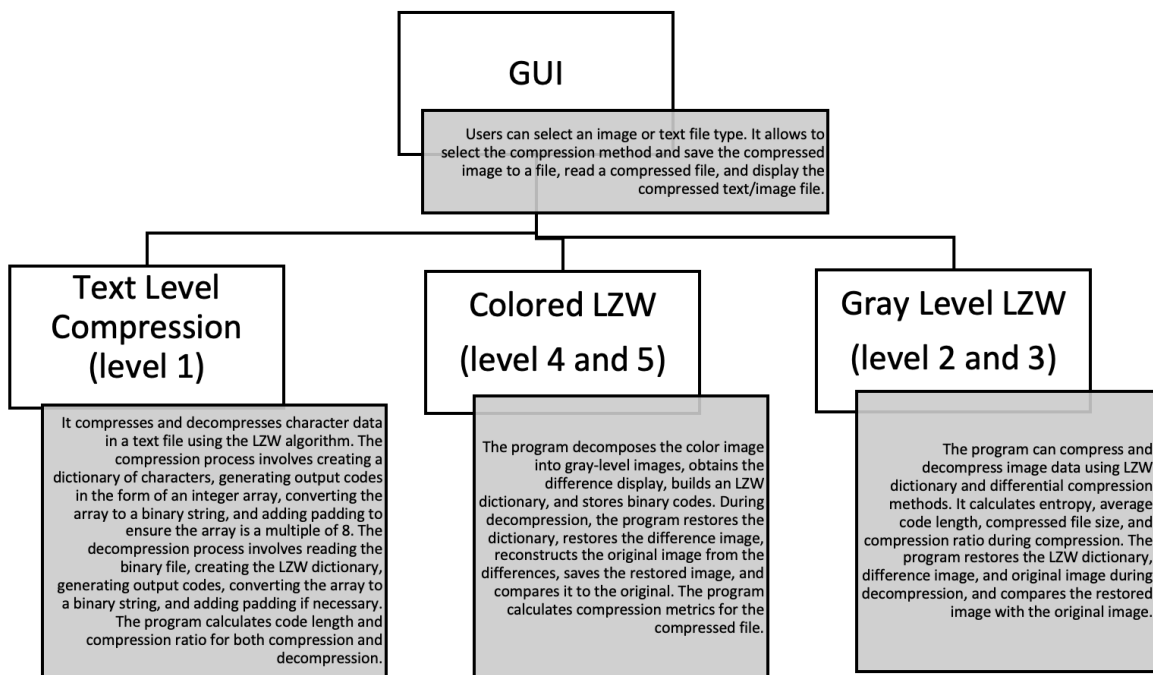 GUI
Users can select an image or text file type. It allows to
select the compression method and save the compressed
image to a file, read a compressed file, and display the
compressed text/image file.
Text Level
Compression
(level 1)
It compresses and decompresses character data
in a text file using the LZW algorithm. The
compression process involves creating a
dictionary of characters, generating output codes
in the form of an integer array, converting the
array to a binary string, and adding padding to
ensure the array is a multiple of 8. The
decompression process involves reading the
binary file, creating the LZW dictionary,
generating output codes, converting the array to
a binary string, and adding padding if necessary.
The program calculates code length and
compression ratio for both compression and
decompression.
Colored LZW
(level 4 and 5)
The program decomposes the color image
into gray-level images, obtains the
difference display, builds an LZW
dictionary, and stores binary codes. During
decompression, the program restores the
dictionary, restores the difference image,
reconstructs the original image from the
differences, saves the restored image, and
compares it to the original. The program
calculates compression metrics for the
compressed file.
Gray Level LZW
(level 2 and 3)
The program can compress and
decompress image data using LZW
dictionary and differential compression
methods. It calculates entropy, average
code length, compressed file size, and
compression ratio during compression. The
program restores the LZW dictionary,
difference image, and original image during
decompression, and compares the restored
image with the original image.